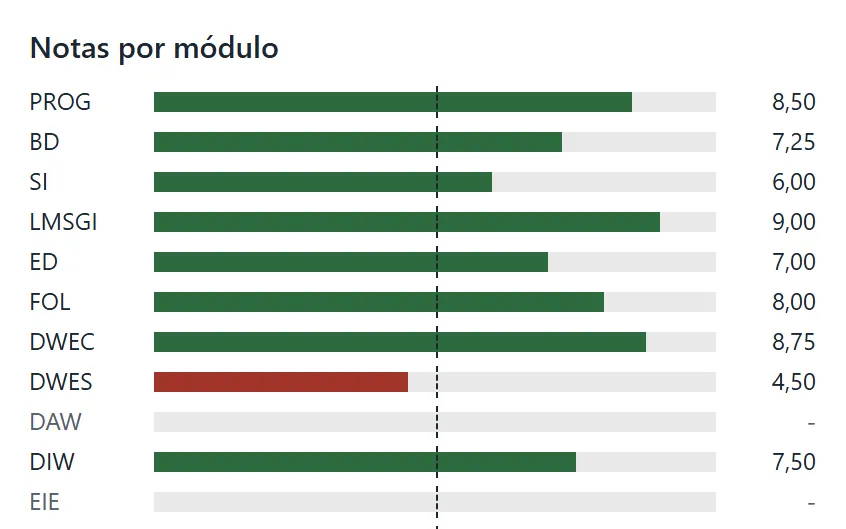 Notas por módulo
PROG 8,50
BD 7,25
SI 6,00
LMSGI 9,00
ED 7,00
FOL 8,00
DWEC 8,75
DWES 4,50
DAW -
DIW 7,50
EIE -